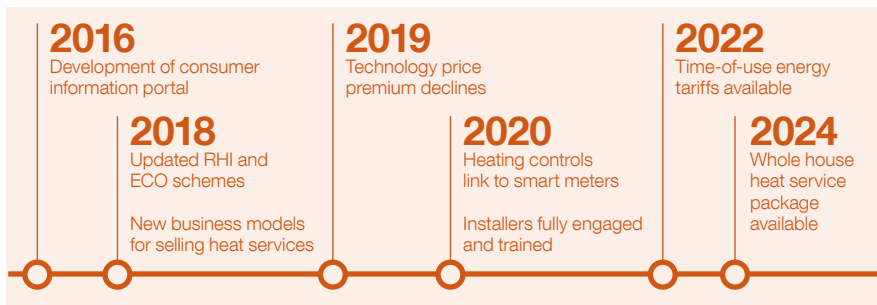 2016
Development of consumer
information portal
2018
Updated RHI and
ECO schemes
New business models
for selling heat services
2019
Technology price
premium declines
2020
Heating controls
link to smart meters
Installers fully engaged
and trained
2022
Time-of-use energy
tariffs available
2024
Whole house
heat service
package
available